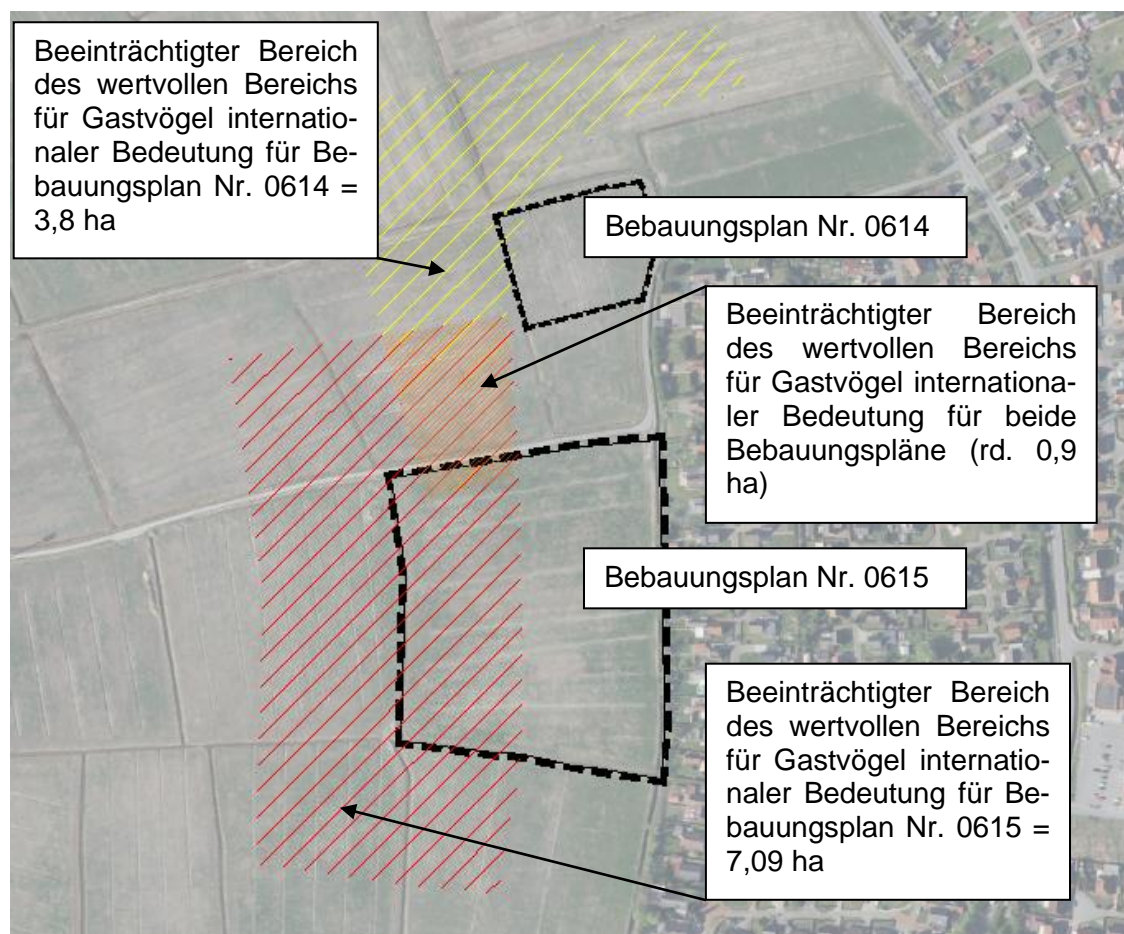 Beeinträchtigter Bereich
des wertvollen Bereichs
für Gastvögel internatio-
naler Bedeutung für Be-
bauungsplan Nr. 0614 =
3,8 ha
Bebauungsplan Nr. 0614
Beeinträchtigter Bereich
des wertvollen Bereichs
für Gastvögel internationa-
ler Bedeutung für beide
Bebauungspläne (rd. 0,9
ha)
Bebauungsplan Nr. 0615
Beeinträchtigter Bereich
des wertvollen Bereichs
für Gastvögel internatio-
naler Bedeutung für Be-
bauungsplan Nr. 0615 =
7,09 ha